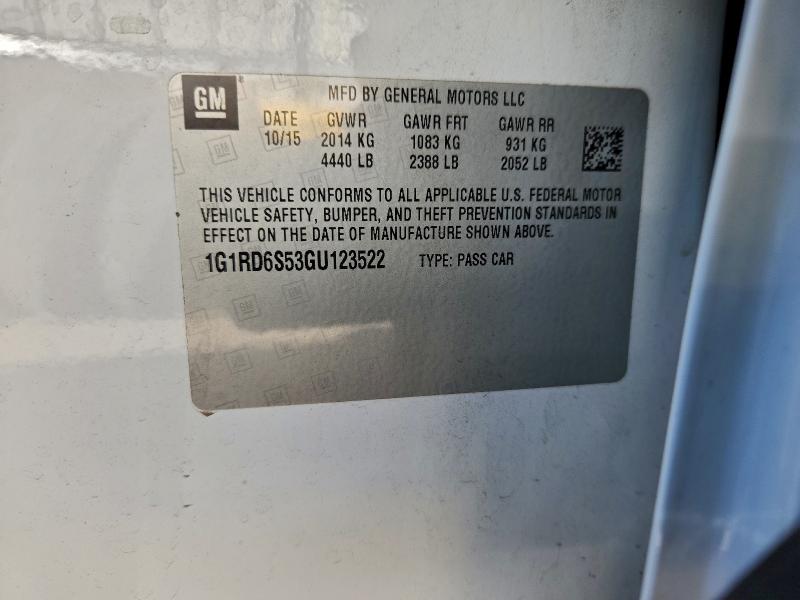 GM
MFD BY GENERAL MOTORS LLC
DATE GVWR GAWR FRT GAWR RR
10/15 2014 KG 1083 KG 931 KG
4440 LB 2388 LB 2052 LB
THIS VEHICLE CONFORMS TO ALL APPLICABLE U.S. FEDERAL MOTOR
VEHICLE SAFETY, BUMPER, AND THEFT PREVENTION STANDARDS IN
EFFECT ON THE DATE OF MANUFACTURE SHOWN ABOVE.
1G1RD6S53GU123522 TYPE: PASS CAR